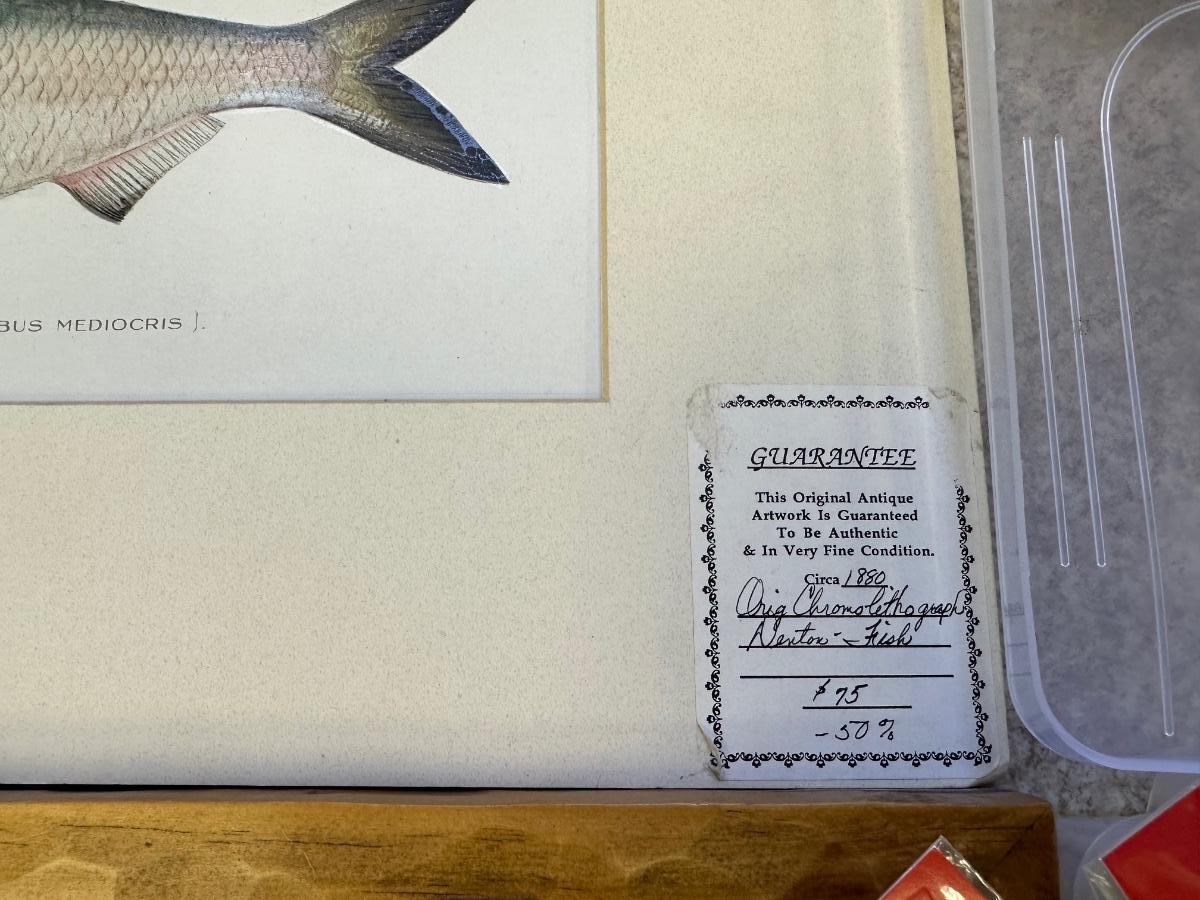 BUS MEDIOCRIS ).
GUARANTEE
This Original Antique
Artwork Is Guaranteed
To Be Authentic
& In Very Fine Condition.
Circa 1880
Orig Chromolithograph
Denton - Fish
$75
- 50%